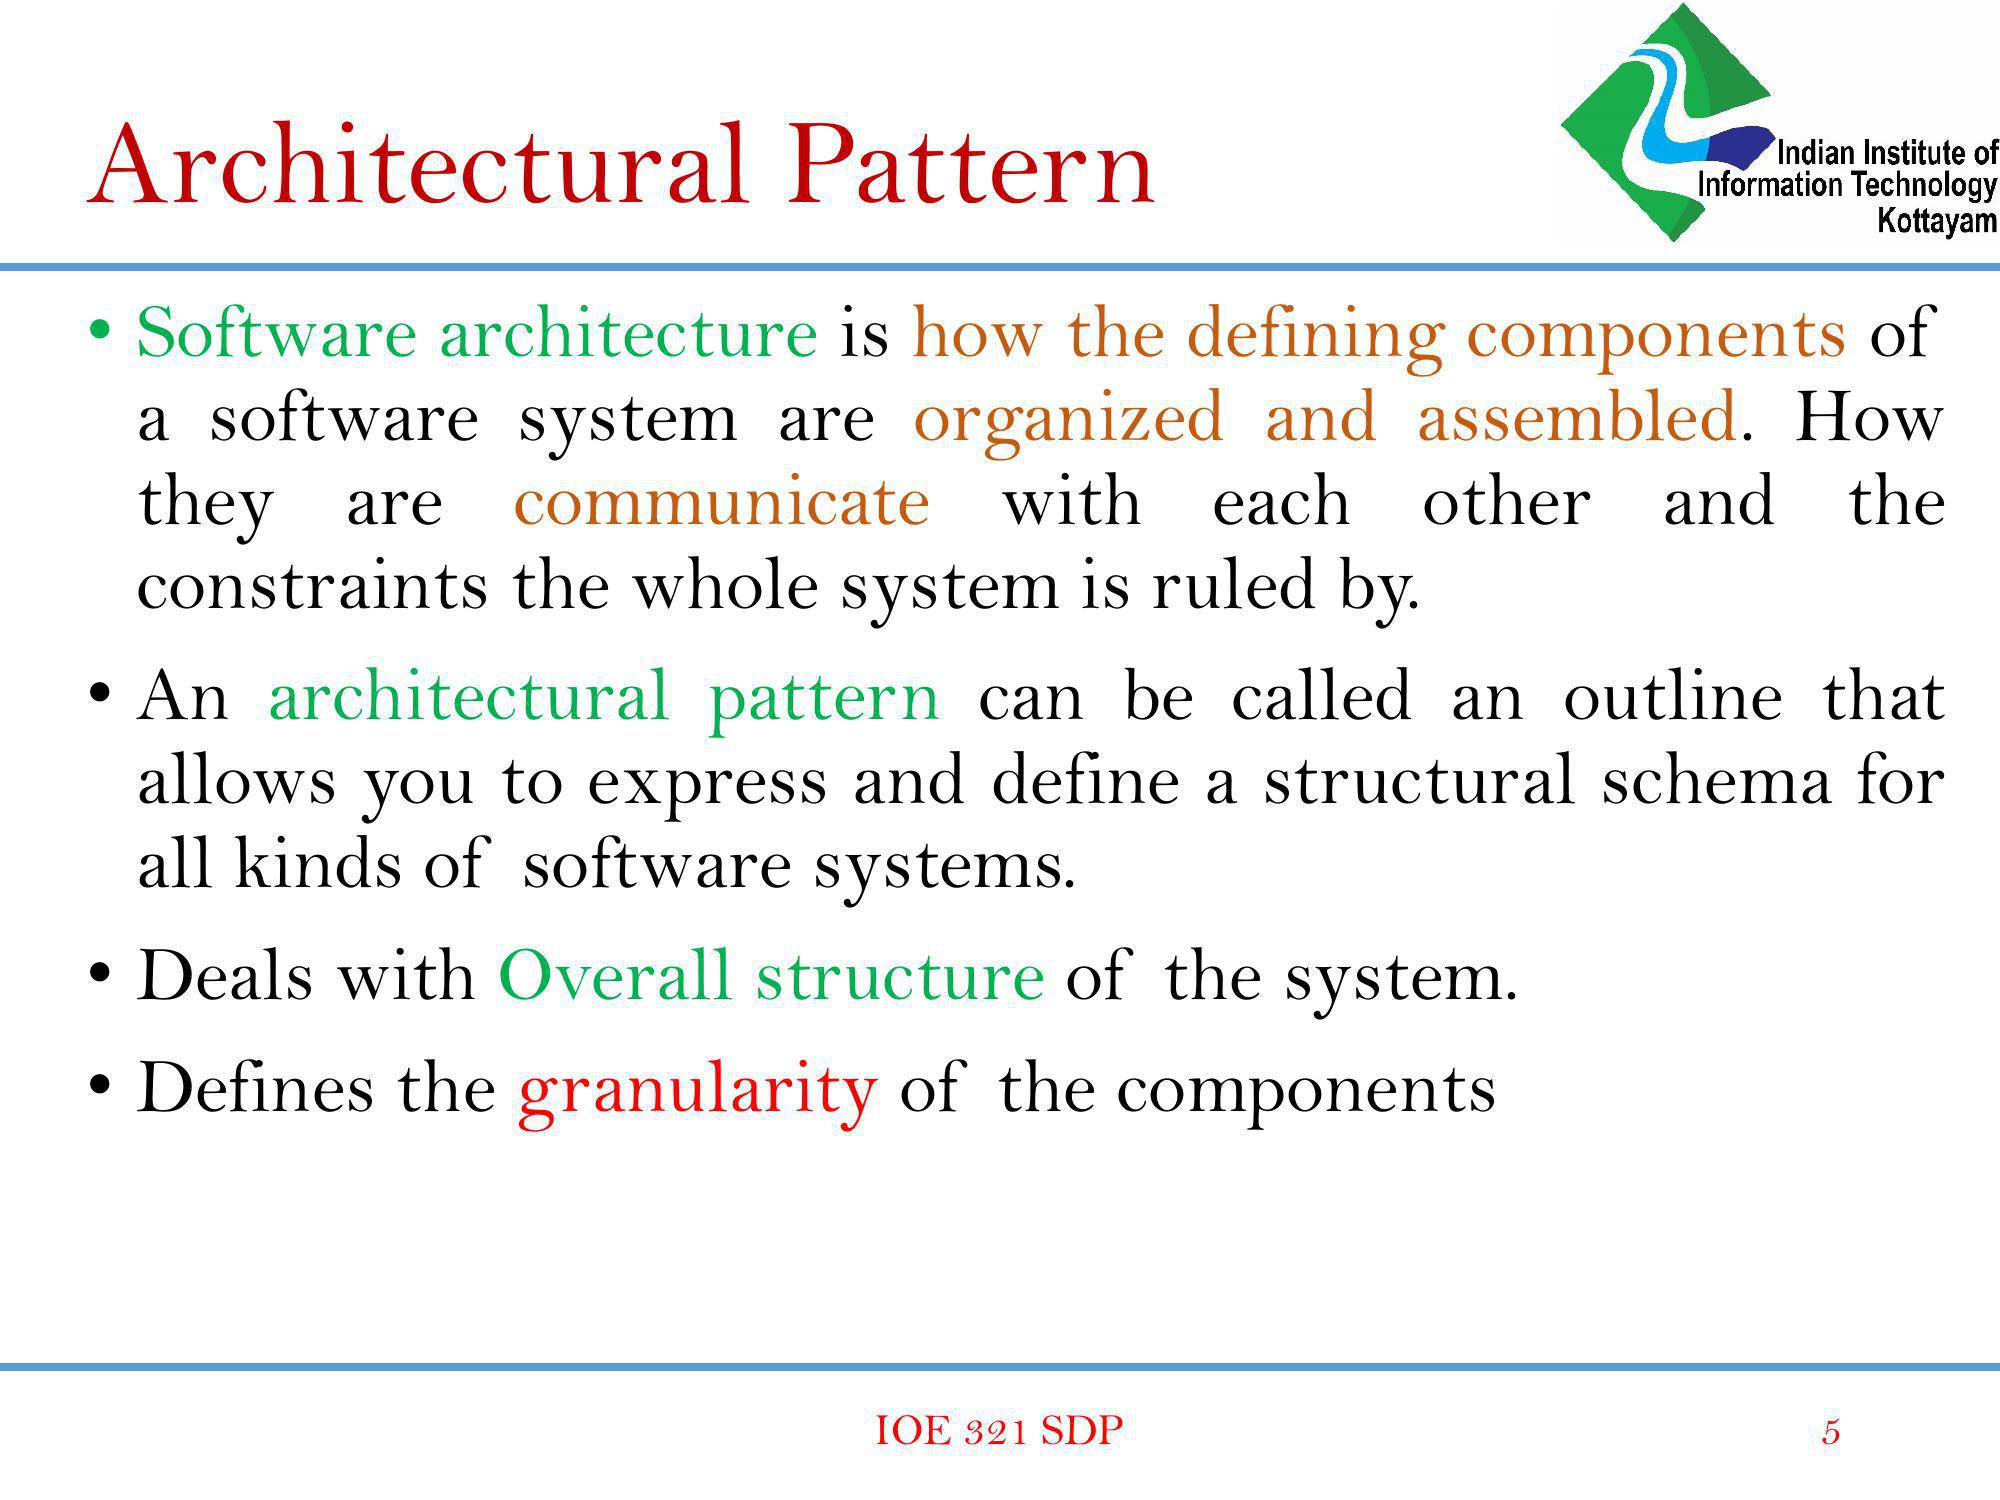 Architectural Pattern
Indian Institute of
Information Technology
Kottayam
• Software architecture is how the defining components of
a software system are organized and assembled. How
they are communicate with each other and the
constraints the whole system is ruled by.
• An architectural pattern can be called an outline that
allows you to express and define a structural schema for
all kinds of software systems.
• Deals with Overall structure of the system.
• Defines the granularity of the components
IOE 321 SDP
5